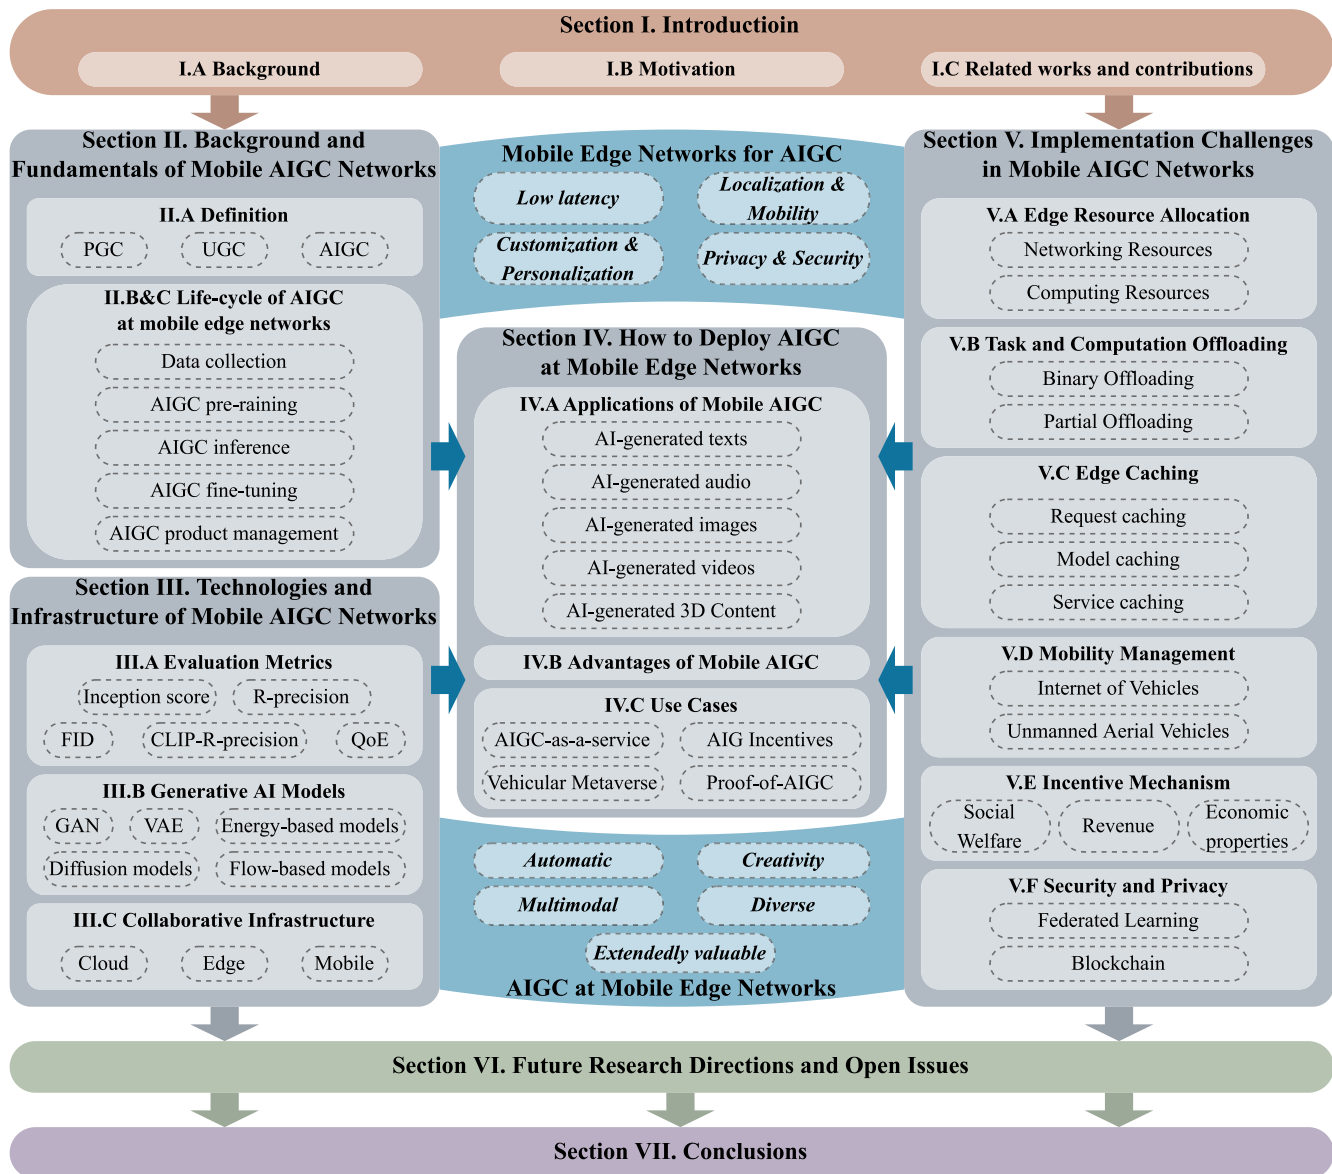 Section I. Introductioin
I.A Background
I.B Motivation
I.C Related works and contributions
Section II. Background and
Fundamentals of Mobile AIGC Networks
II.A Definition
PGC
UGC
AIGC
II.B&C Life-cycle of AIGC
at mobile edge networks
Data collection
AIGC pre-raining
AIGC inference
AIGC fine-tuning
AIGC product management
Section III. Technologies and
Infrastructure of Mobile AIGC Networks
III.A Evaluation Metrics
Inception score
R-precision
FID
CLIP-R-precision
QoE
III.B Generative AI Models
GAN
VAE
Energy-based models
Diffusion models
Flow-based models
III.C Collaborative Infrastructure
Cloud
Edge
Mobile
Mobile Edge Networks for AIGC
Low latency
Localization &
Mobility
Customization &
Personalization
Privacy & Security
Section IV. How to Deploy AIGC
at Mobile Edge Networks
IV.A Applications of Mobile AIGC
AI-generated texts
AI-generated audio
AI-generated images
AI-generated videos
AI-generated 3D Content
IV.B Advantages of Mobile AIGC
IV.C Use Cases
AIGC-as-a-service
AIG Incentives
Vehicular Metaverse
Proof-of-AIGC
Automatic
Creativity
Multimodal
Diverse
Extendedly valuable
AIGC at Mobile Edge Networks
Section V. Implementation Challenges
in Mobile AIGC Networks
V.A Edge Resource Allocation
Networking Resources
Computing Resources
V.B Task and Computation Offloading
Binary Offloading
Partial Offloading
V.C Edge Caching
Request caching
Model caching
Service caching
V.D Mobility Management
Internet of Vehicles
Unmanned Aerial Vehicles
V.E Incentive Mechanism
Social
Welfare
Revenue
Economic
properties
V.F Security and Privacy
Federated Learning
Blockchain
Section VI. Future Research Directions and Open Issues
Section VII. Conclusions